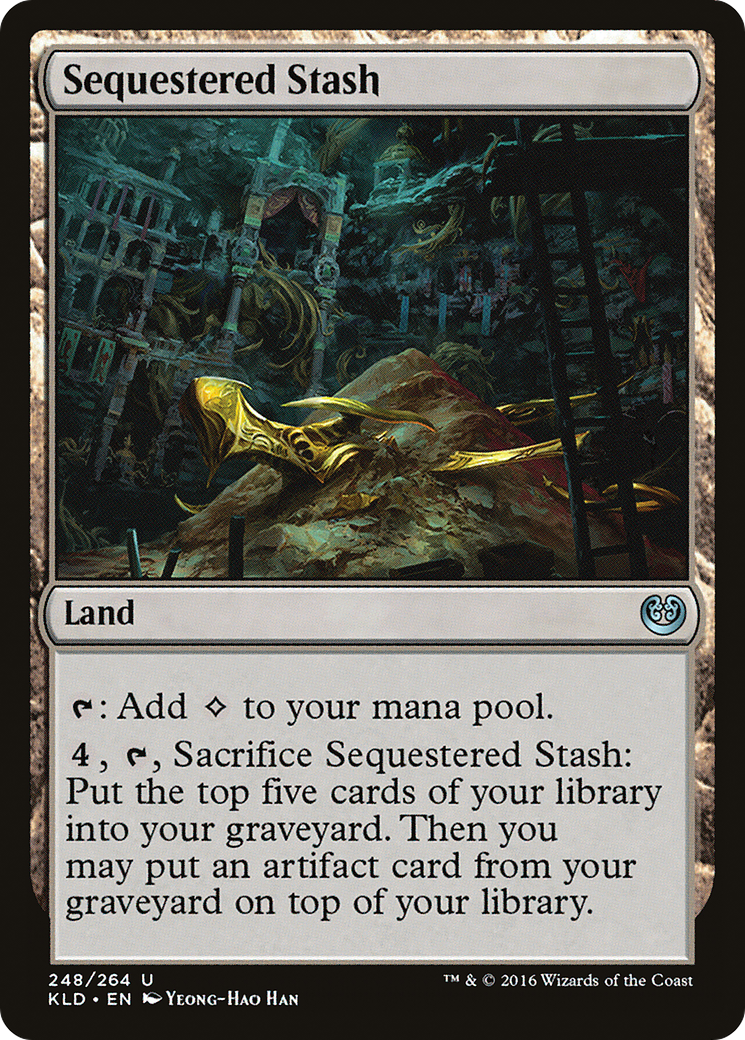 Sequestered Stash
Land
: Add to your mana pool.
4, , Sacrifice Sequestered Stash:
Put the top five cards of your library
into your graveyard. Then you
may put an artifact card from your
graveyard on top of your library.
248/264 U
™ & © 2016 Wizards of the Coast
KLD • EN Yeong-Hao Han